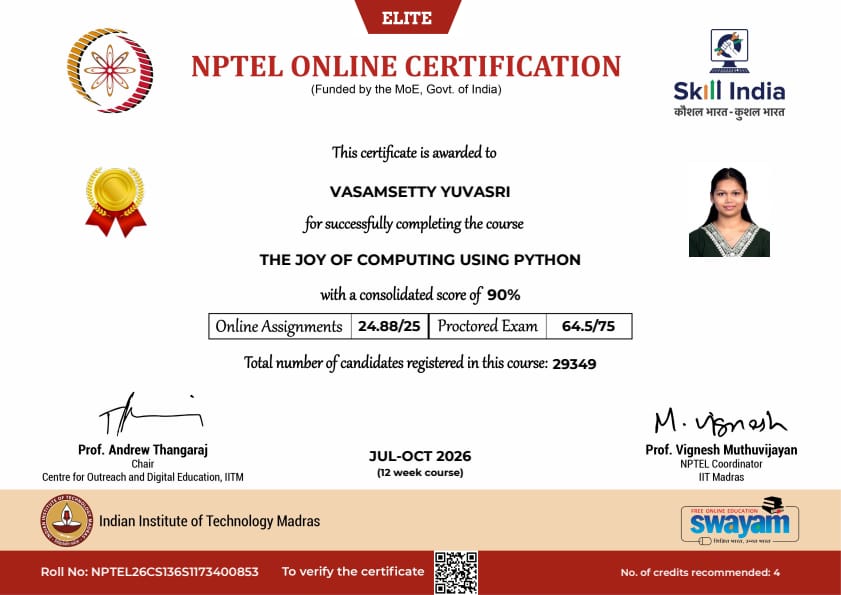 ELITE
NPTEL ONLINE CERTIFICATION
(Funded by the MoE, Govt. of India)
Skill India
कौशल भारत - कुशल भारत
This certificate is awarded to
VASAMSETTY YUVASRI
for successfully completing the course
THE JOY OF COMPUTING USING PYTHON
with a consolidated score of 90%
Online Assignments 24.88/25 Proctored Exam 64.5/75
Total number of candidates registered in this course: 29349
M. Vignesh
Prof. Andrew Thangaraj
Chair
Centre for Outreach and Digital Education, IITM
JUL-OCT 2026
(12 week course)
Prof. Vignesh Muthuvijayan
NPTEL Coordinator
IIT Madras
Indian Institute of Technology Madras
FREE ONLINE EDUCATION
swayam
शिक्षित भारत, उन्नत भारत
Roll No: NPTEL26CS136S1173400853 To verify the certificate
No. of credits recommended: 4